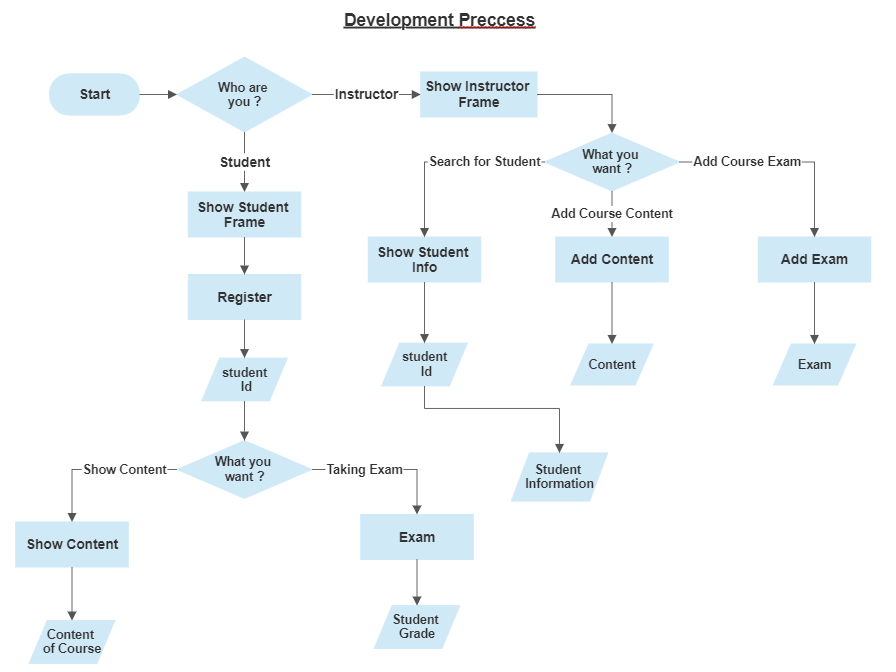 Development Preccess
Start
Who are
you ?
Instructor
Show Instructor
Frame
Student
Show Student
Frame
Register
student
Id
What you
want ?
Show Content
Show Content
Content
of Course
Taking Exam
Exam
Student
Grade
What you
want ?
Search for Student
Show Student
Info
student
Id
Student
Information
Add Course Content
Add Content
Content
Add Course Exam
Add Exam
Exam